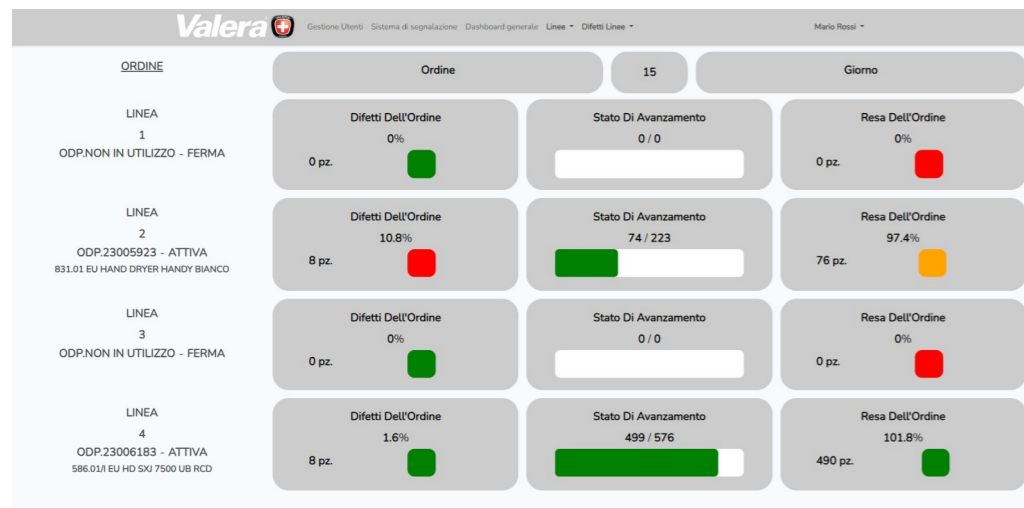 Valera
Gestione Utenti Sistema di segnalazione Dashboard generale Linee Difetti Linee Mario Rossi
ORDINE Ordine 15 Giorno
LINEA
1
ODP.NON IN UTILIZZO - FERMA
Difetti Dell'Ordine
0%
0 pz.
Stato Di Avanzamento
0 / 0
Resa Dell'Ordine
0%
0 pz.
LINEA
2
ODP.23005923 - ATTIVA
831.01 EU HAND DRYER HANDY BIANCO
Difetti Dell'Ordine
10.8%
8 pz.
Stato Di Avanzamento
74 / 223
Resa Dell'Ordine
97.4%
76 pz.
LINEA
3
ODP.NON IN UTILIZZO - FERMA
Difetti Dell'Ordine
0%
0 pz.
Stato Di Avanzamento
0 / 0
Resa Dell'Ordine
0%
0 pz.
LINEA
4
ODP.23006183 - ATTIVA
586.01/I EU HD SXJ 7500 UB RCD
Difetti Dell'Ordine
1.6%
8 pz.
Stato Di Avanzamento
499 / 576
Resa Dell'Ordine
101.8%
490 pz.